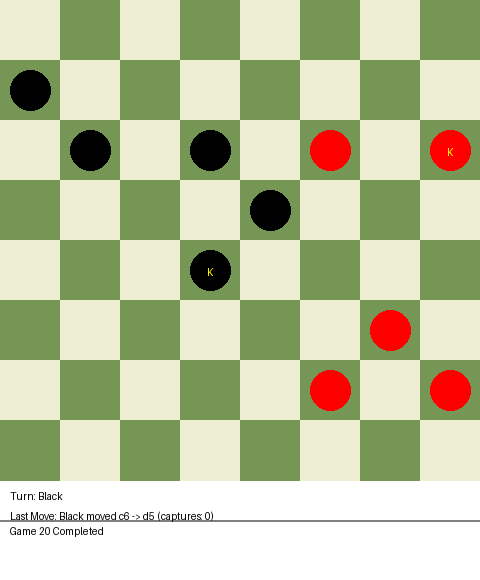 K
K
Turn: Black
Last Move: Black moved c6 -> d5 (captures: 0)
Game 20 Completed